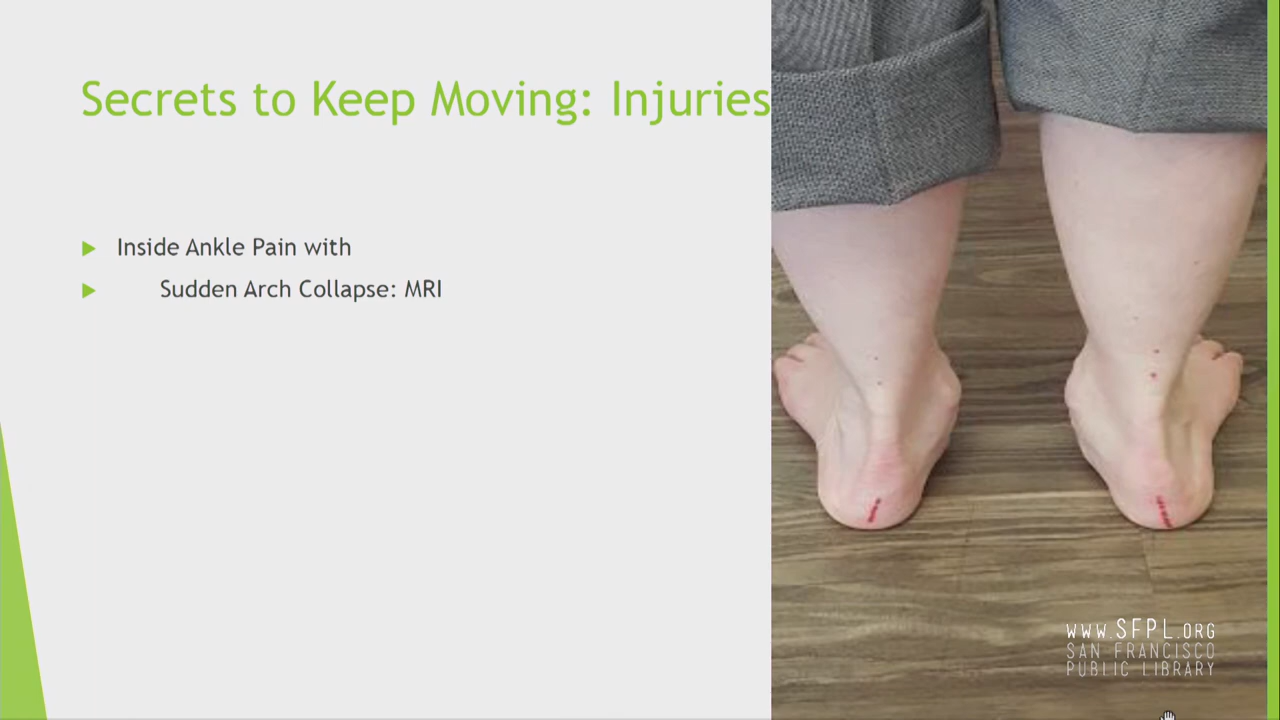 Secrets to Keep Moving: Injuries
Inside Ankle Pain with
Sudden Arch Collapse: MRI
www.SFPL.ORG
SAN FRANCISCO
PUBLIC LIBRARY